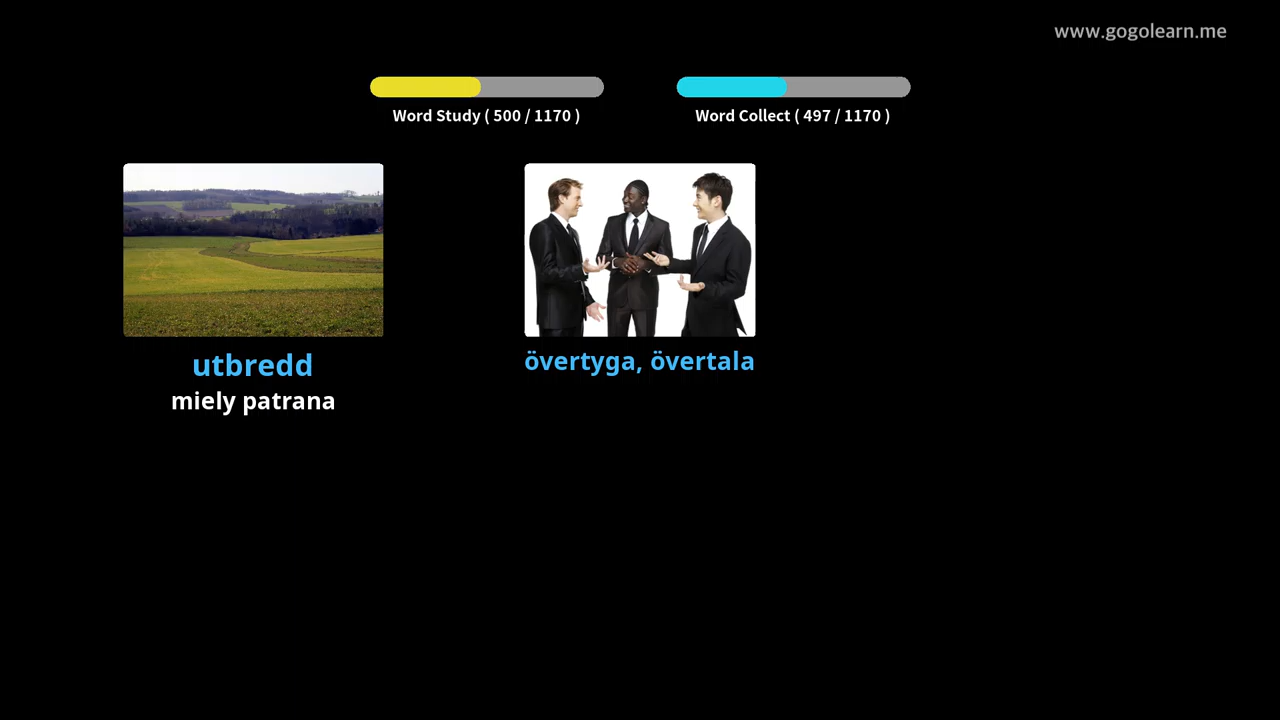 www.gogolearn.me
Word Study ( 500 / 1170 )
Word Collect ( 497 / 1170 )
utbredd
miely patrana
övertyga, övertala